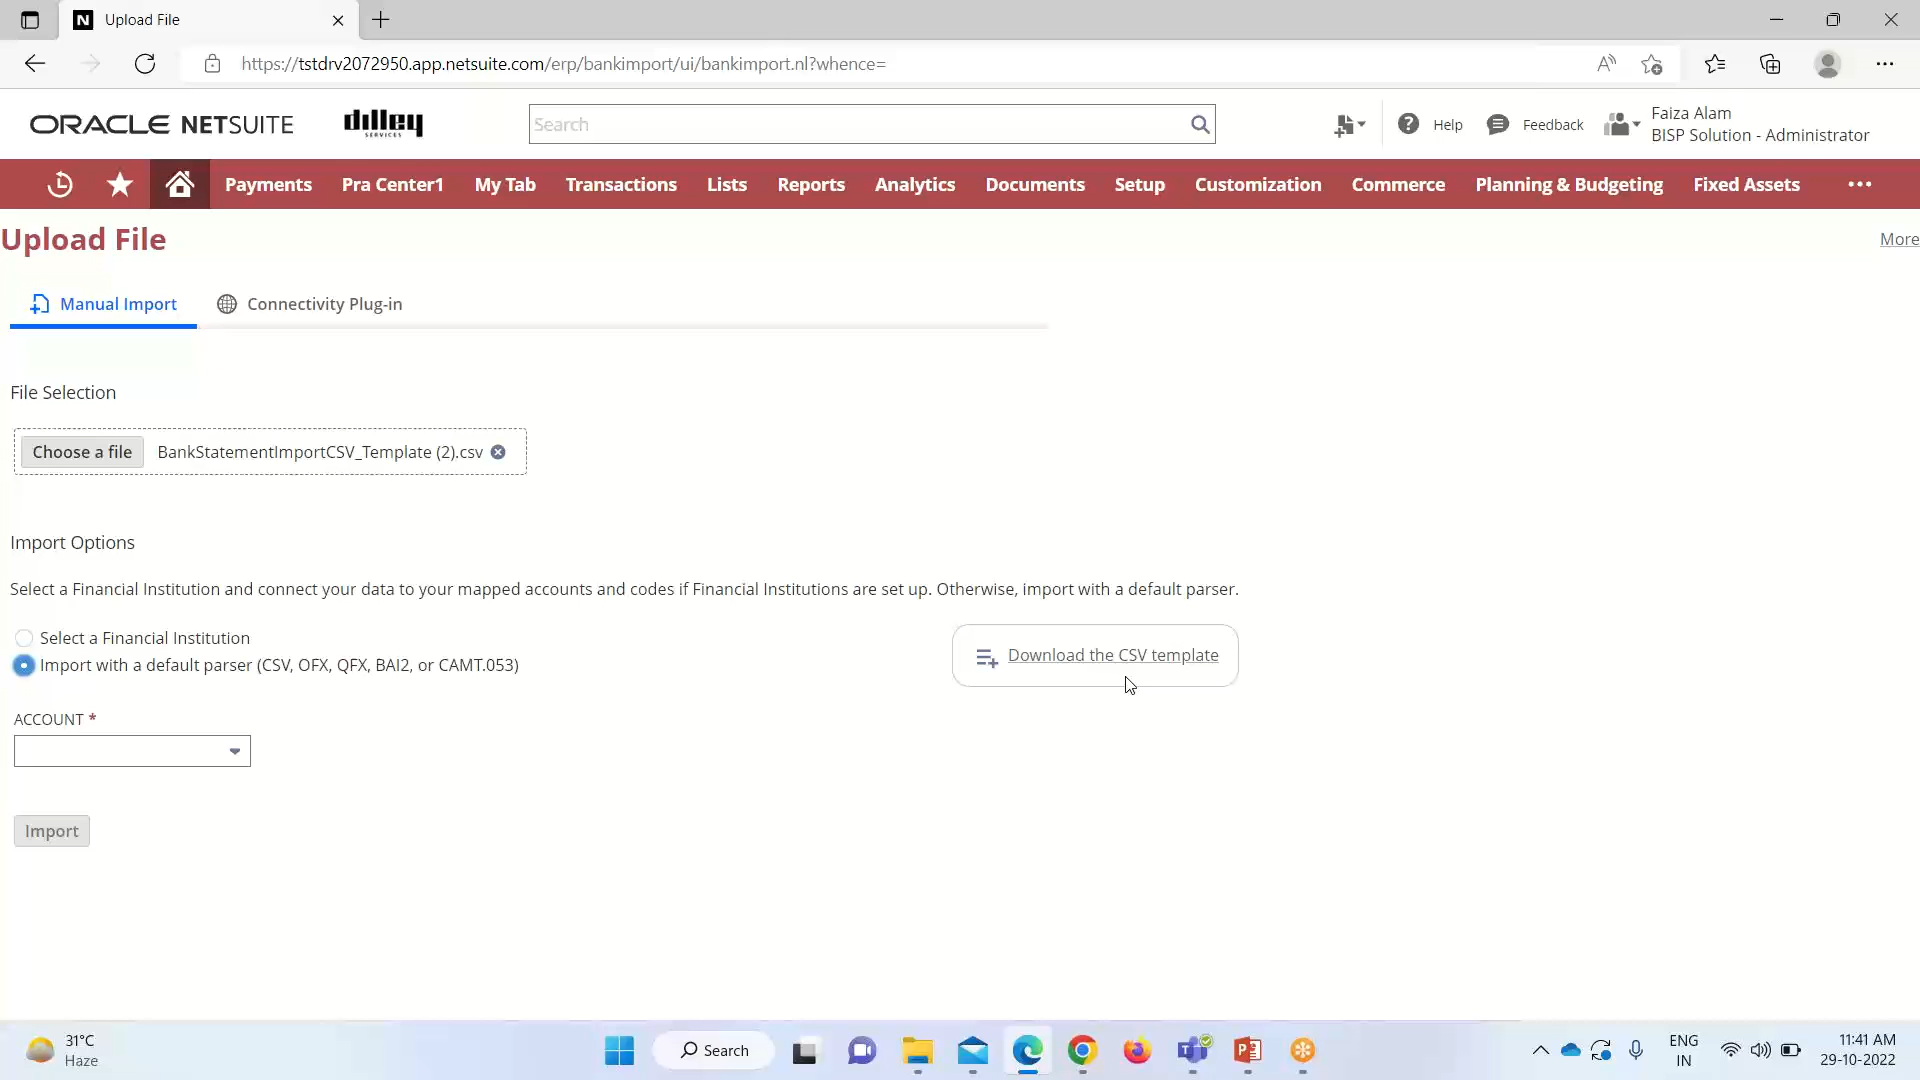 Upload File
https://tstdrv2072950.app.netsuite.com/erp/bankimport/ui/bankimport.nl?whence=
ORACLE NETSUITE
dilley
SERVICES
Search
Help
Feedback
Faiza Alam
BISP Solution - Administrator
Payments
Pra Center1
My Tab
Transactions
Lists
Reports
Analytics
Documents
Setup
Customization
Commerce
Planning & Budgeting
Fixed Assets
Upload File
More
Manual Import
Connectivity Plug-in
File Selection
Choose a file
BankStatementImportCSV_Template (2).csv
Import Options
Select a Financial Institution and connect your data to your mapped accounts and codes if Financial Institutions are set up. Otherwise, import with a default parser.
Select a Financial Institution
Import with a default parser (CSV, OFX, QFX, BAI2, or CAMT.053)
Download the CSV template
ACCOUNT *
Import
31°C
Haze
Search
ENG
IN
11:41 AM
29-10-2022